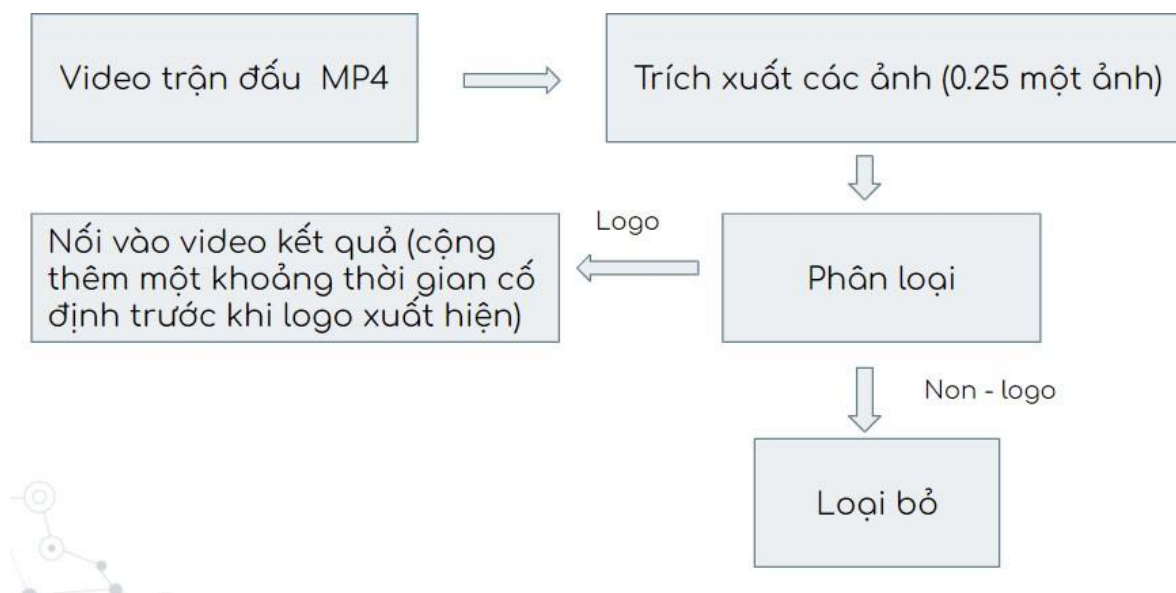 Video trận đấu MP4
Trích xuất các ảnh (0.25 một ảnh)
Logo
Nối vào video kết quả (cộng
thêm một khoảng thời gian cố
định trước khi logo xuất hiện)
Phân loại
Non - logo
Loại bỏ